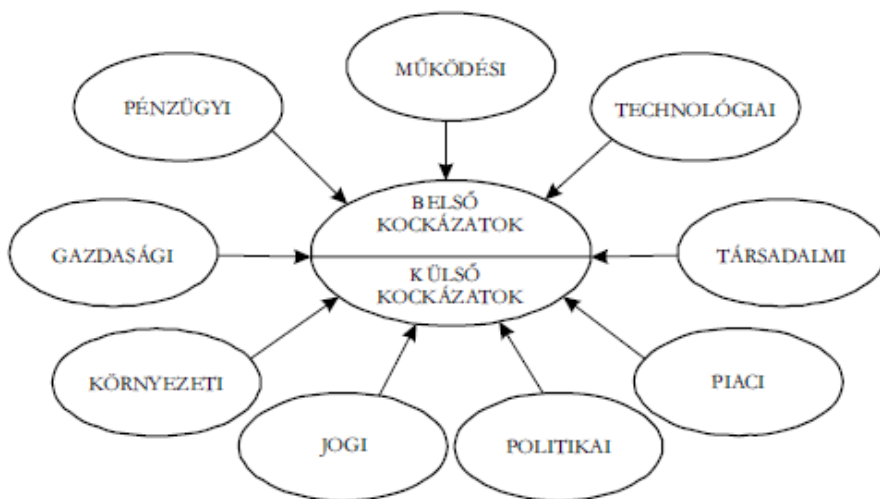 MŰKÖDÉSI
PÉNZÜGYI
TECHNOLÓGIAI
BELSŐ
KOCKÁZATOK
GAZDASÁGI
TÁRSADALMI
KÜLSŐ
KOCKÁZATOK
KÖRNYEZETI
PIACI
JOGI
POLITIKAI